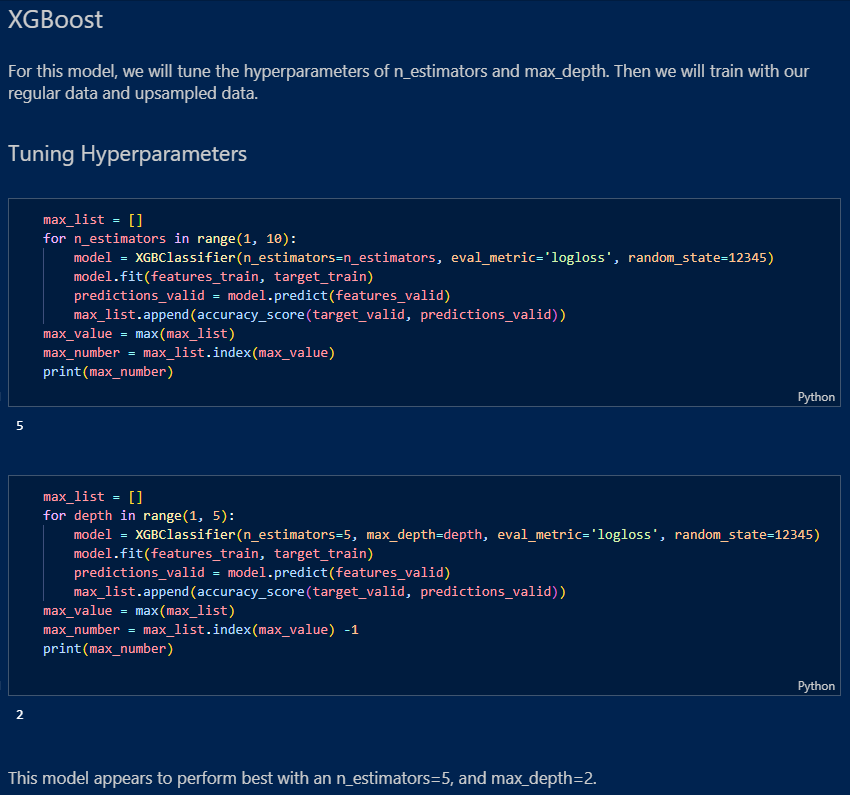 XGBoost
For this model, we will tune the hyperparameters of n_estimators and max_depth. Then we will train with our
regular data and upsampled data.
Tuning Hyperparameters
max_list = []
for n_estimators in range(1, 10):
    model = XGBClassifier(n_estimators=n_estimators, eval_metric='logloss', random_state=12345)
    model.fit(features_train, target_train)
    predictions_valid = model.predict(features_valid)
    max_list.append(accuracy_score(target_valid, predictions_valid))
max_value = max(max_list)
max_number = max_list.index(max_value)
print(max_number)
Python
5
max_list = []
for depth in range(1, 5):
    model = XGBClassifier(n_estimators=5, max_depth=depth, eval_metric='logloss', random_state=12345)
    model.fit(features_train, target_train)
    predictions_valid = model.predict(features_valid)
    max_list.append(accuracy_score(target_valid, predictions_valid))
max_value = max(max_list)
max_number = max_list.index(max_value) -1
print(max_number)
Python
2
This model appears to perform best with an n_estimators=5, and max_depth=2.